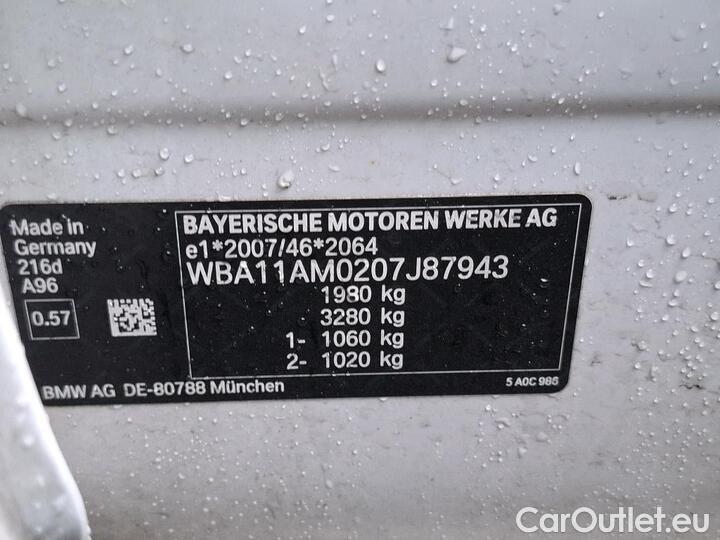 Made in
Germany
216d
A96
0.57
BAYERISCHE MOTOREN WERKE AG
e1*2007/46*2064
WBA11AM0207J87943
1980 kg
3280 kg
1- 1060 kg
2- 1020 kg
BMW AG DE-80788 München
5 A0C 986
CarOutlet.eu